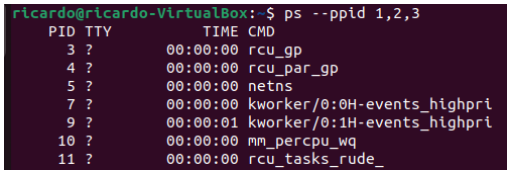 ricardo@ricardo-VirtualBox:~$ ps --ppid 1,2,3
PID TTY TIME CMD
3 ? 00:00:00 rcu_gp
4 ? 00:00:00 rcu_par_gp
5 ? 00:00:00 netns
7 ? 00:00:00 kworker/0:0H-events_highpri
9 ? 00:00:01 kworker/0:1H-events_highpri
10 ? 00:00:00 mm_percpu_wq
11 ? 00:00:00 rcu_tasks_rude_